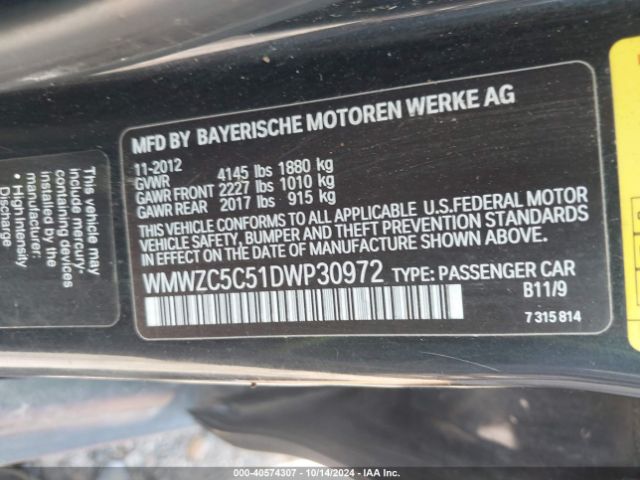 MFD BY BAYERISCHE MOTOREN WERKE AG
11-2012
GVWR 4145 lbs 1880 kg
GAWR FRONT 2227 lbs 1010 kg
GAWR REAR 2017 lbs 915 kg
THIS VEHICLE CONFORMS TO ALL APPLICABLE U.S.FEDERAL MOTOR
VEHICLE SAFETY, BUMPER AND THEFT PREVENTION STANDARDS
IN EFFECT ON THE DATE OF MANUFACTURE SHOWN ABOVE.
WMWZC5C51DWP30972 TYPE: PASSENGER CAR
B11/9
7 315 814
This vehicle may
include mercury-
containing devices
installed by the
manufacturer:
• High Intensity
Discharge
000-40574307 - 10/14/2024 - IAA Inc.